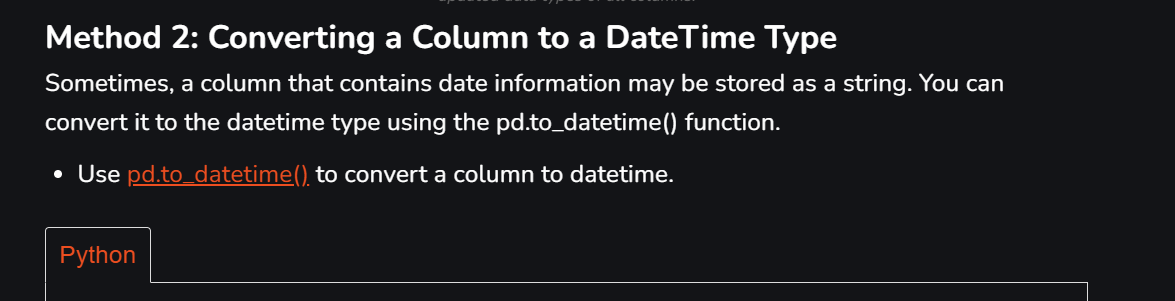 Method 2: Converting a Column to a DateTime Type
Sometimes, a column that contains date information may be stored as a string. You can
convert it to the datetime type using the pd.to_datetime() function.
• Use pd.to_datetime() to convert a column to datetime.
Python